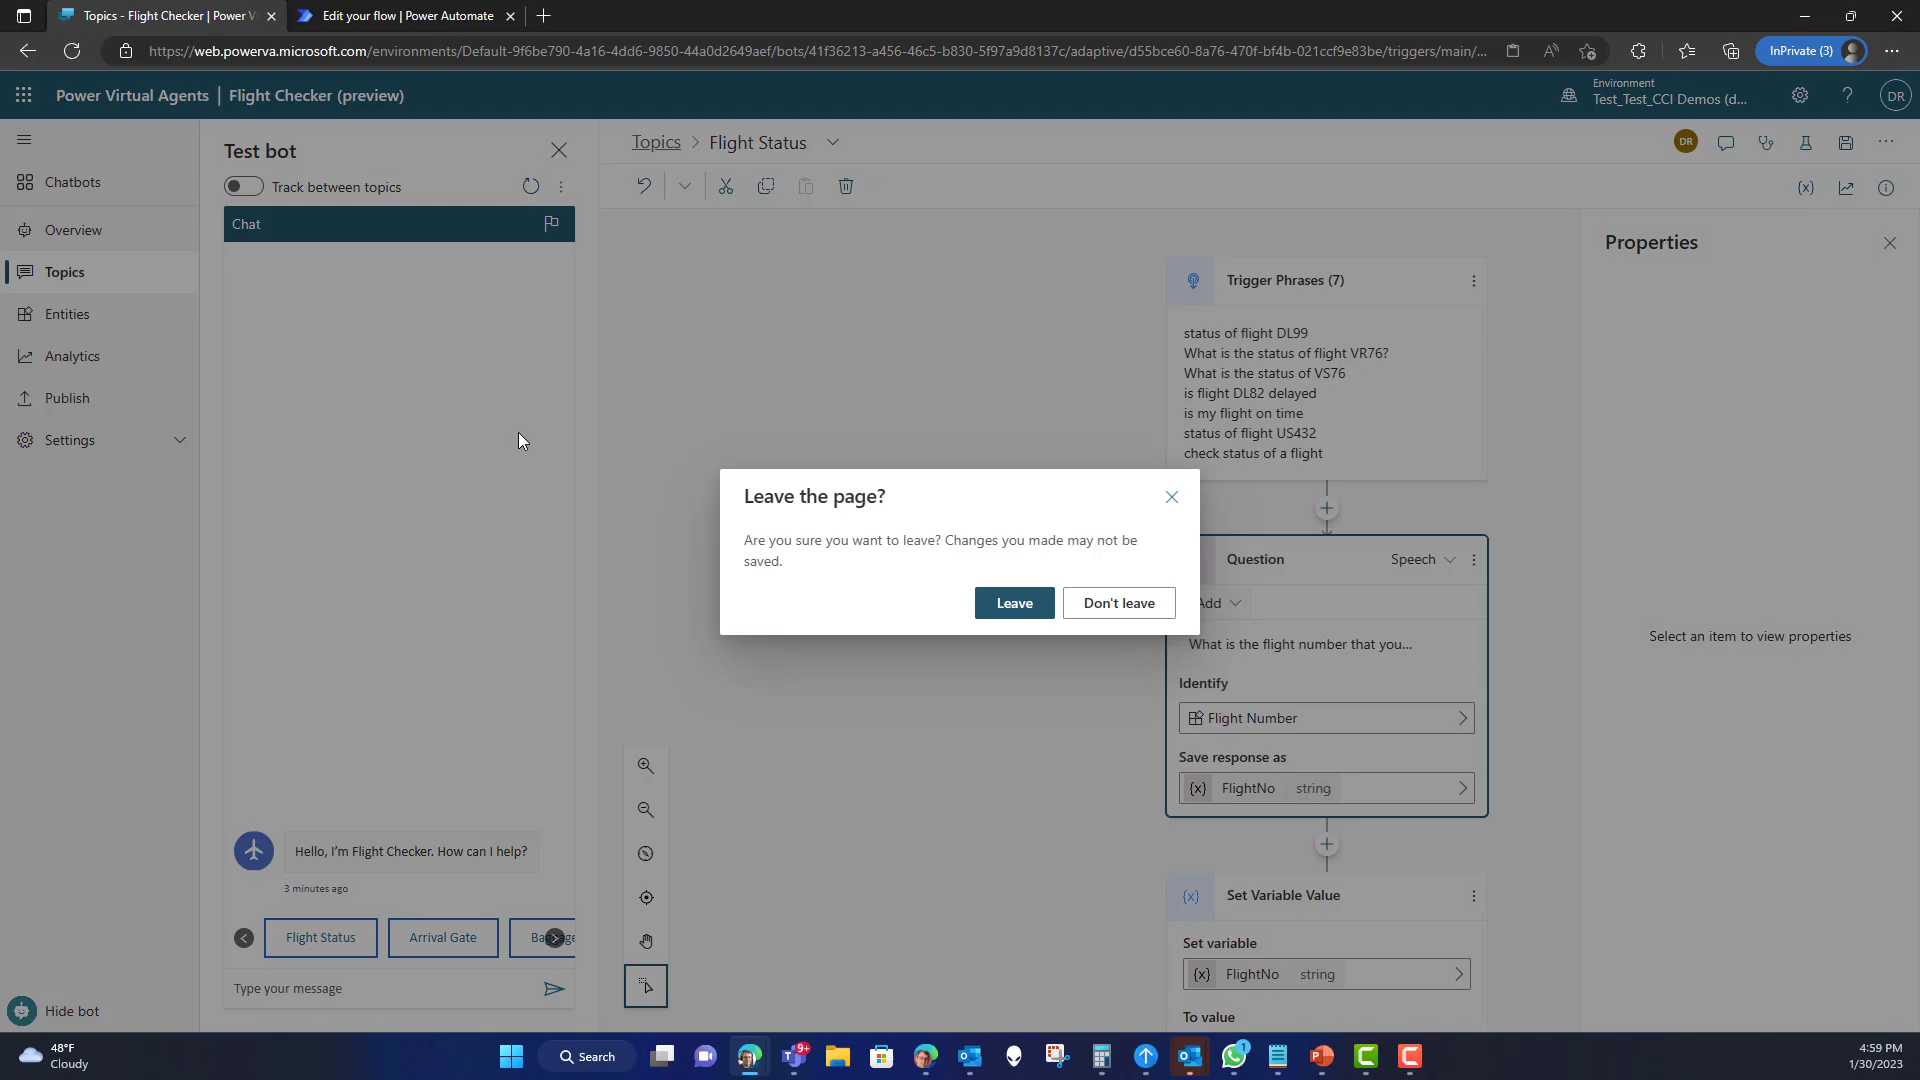 Topics - Flight Checker | Power V
Edit your flow | Power Automate
https://web.powerva.microsoft.com/environments/Default-9f6be790-4a16-4dd6-9850-44a0d2649aef/bots/41f36213-a456-46c5-b830-5f97a9d8137c/adaptive/d55bce60-8a76-470f-bf4b-021ccf9e83be/triggers/main/...
InPrivate (3)
Power Virtual Agents | Flight Checker (preview)
Environment
Test_Test_CCI Demos (d...
DR
Chatbots
Overview
Topics
Entities
Analytics
Publish
Settings
Hide bot
Test bot
Track between topics
Chat
Hello, I'm Flight Checker. How can I help?
3 minutes ago
Flight Status
Arrival Gate
Baggage
Type your message
Topics > Flight Status
DR
Trigger Phrases (7)
status of flight DL99
What is the status of flight VR76?
What is the status of VS76
is flight DL82 delayed
is my flight on time
status of flight US432
check status of a flight
Leave the page?
Are you sure you want to leave? Changes you made may not be
saved.
Leave
Don't leave
Question
Speech
Add
What is the flight number that you...
Identify
Flight Number
Save response as
{x} FlightNo string
{x} Set Variable Value
Set variable
{x} FlightNo string
To value
{x}
Properties
Select an item to view properties
48°F
Cloudy
Search
9+
1
4:59 PM
1/30/2023